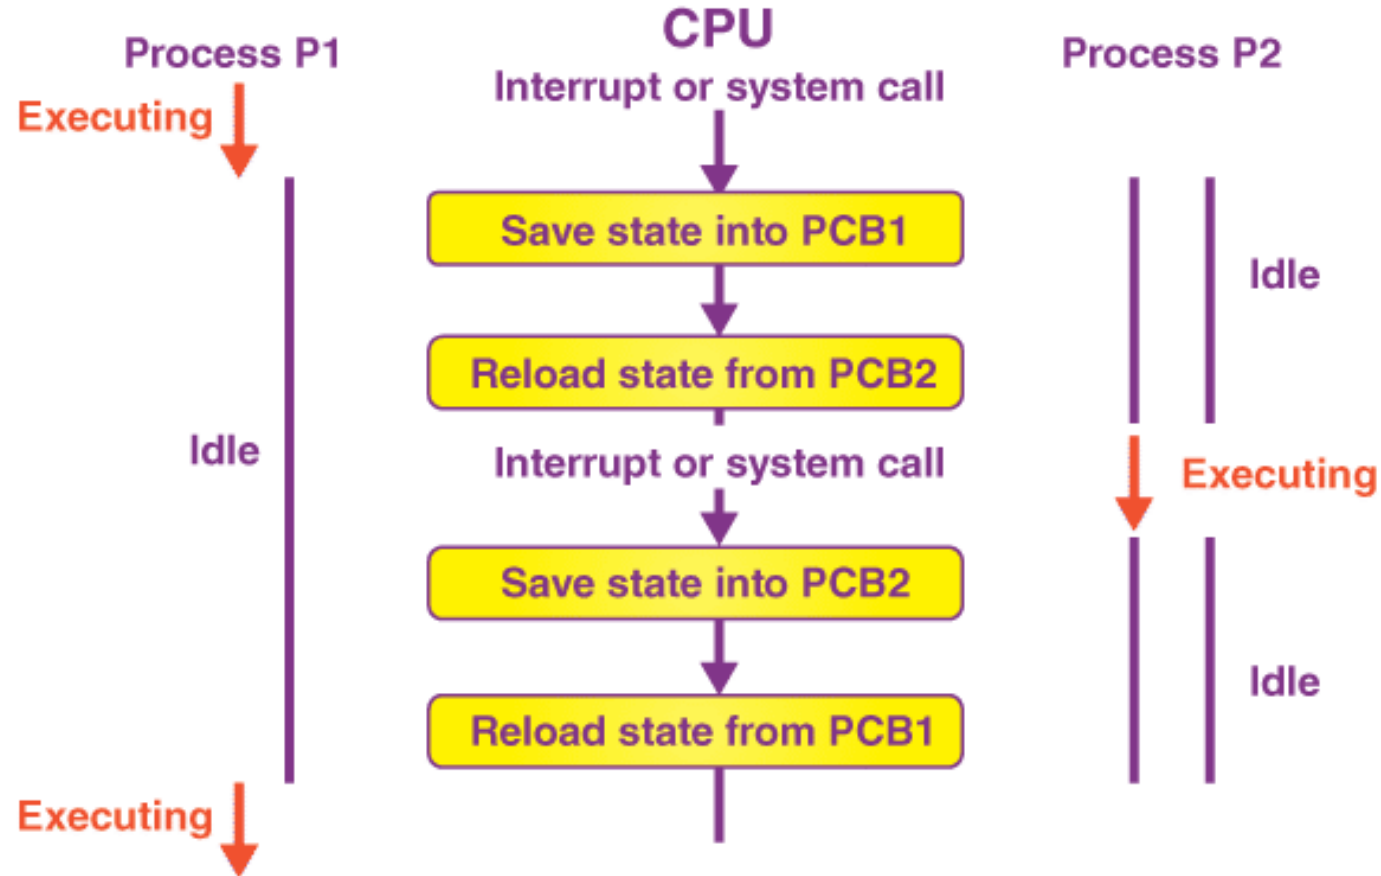 CPU
Process P1
Process P2
Interrupt or system call
Executing
Save state into PCB1
Idle
Reload state from PCB2
Idle
Interrupt or system call
Executing
Save state into PCB2
Idle
Reload state from PCB1
Executing